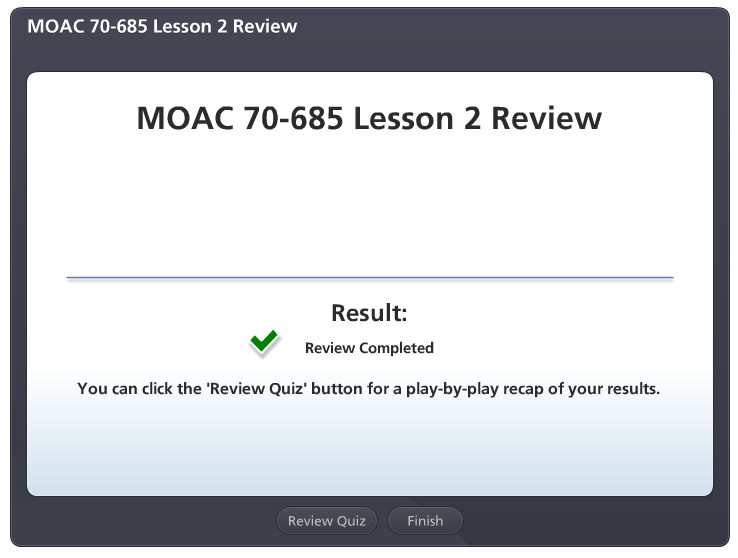 MOAC 70-685 Lesson 2 Review
MOAC 70-685 Lesson 2 Review
Result:
Review Completed
You can click the 'Review Quiz' button for a play-by-play recap of your results.
Review Quiz
Finish